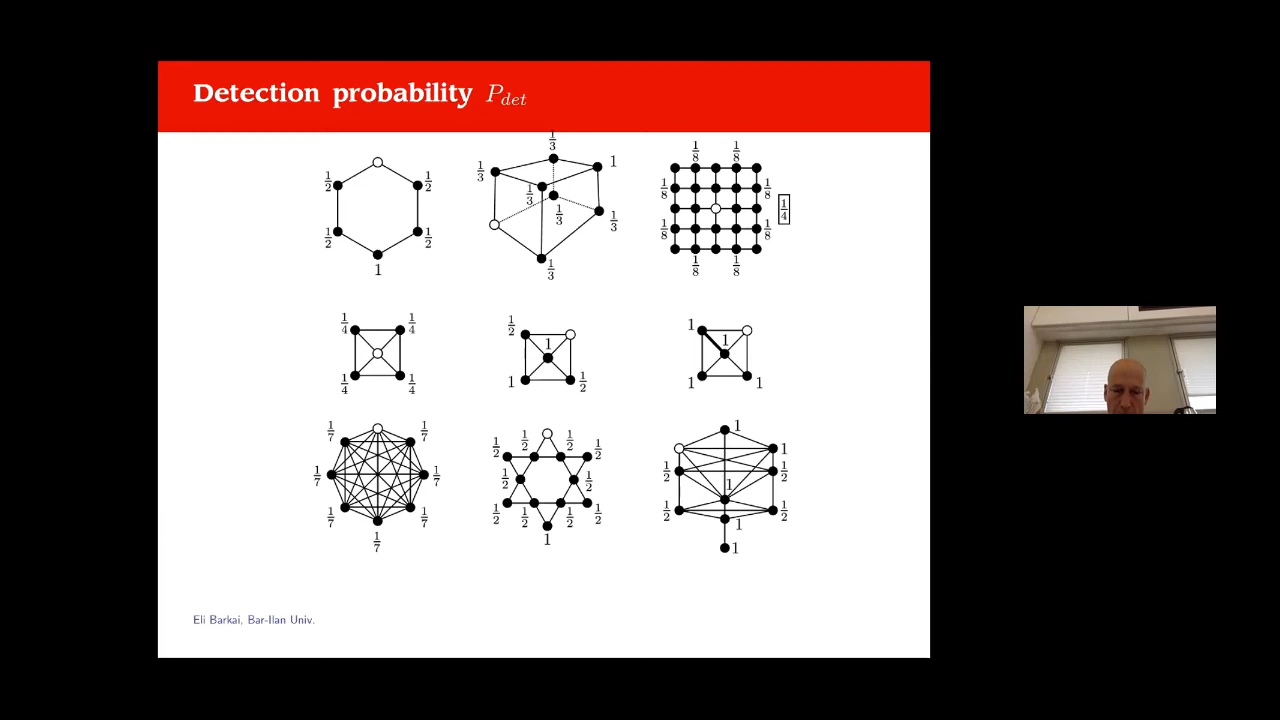 Detection probability P_det
1/2 1/2 1/2 1/2 1
1/3 1/3 1 1/3 1/3 1/3 1/3
1/8 1/8 1/8 1/8 1/4 1/8 1/8 1/8 1/8
1/4 1/4 1/4 1/4
1/2 1 1 1/2
1 1 1 1
1/7 1/7 1/7 1/7 1/7 1/7 1/7
1/2 1/2 1/2 1/2 1/2 1/2 1/2 1/2 1/2 1/2 1
1 1 1/2 1/2 1 1/2 1/2 1 1
Eli Barkai, Bar-Ilan Univ.